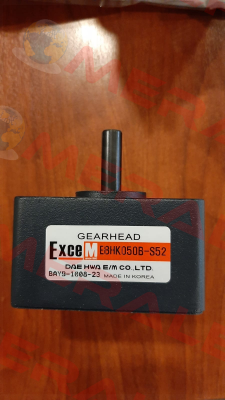 GEARHEAD
ExceM E8HK050B-S52
DAE HWA E/M CO.,LTD.
BAY9-1008-23 MADE IN KOREA